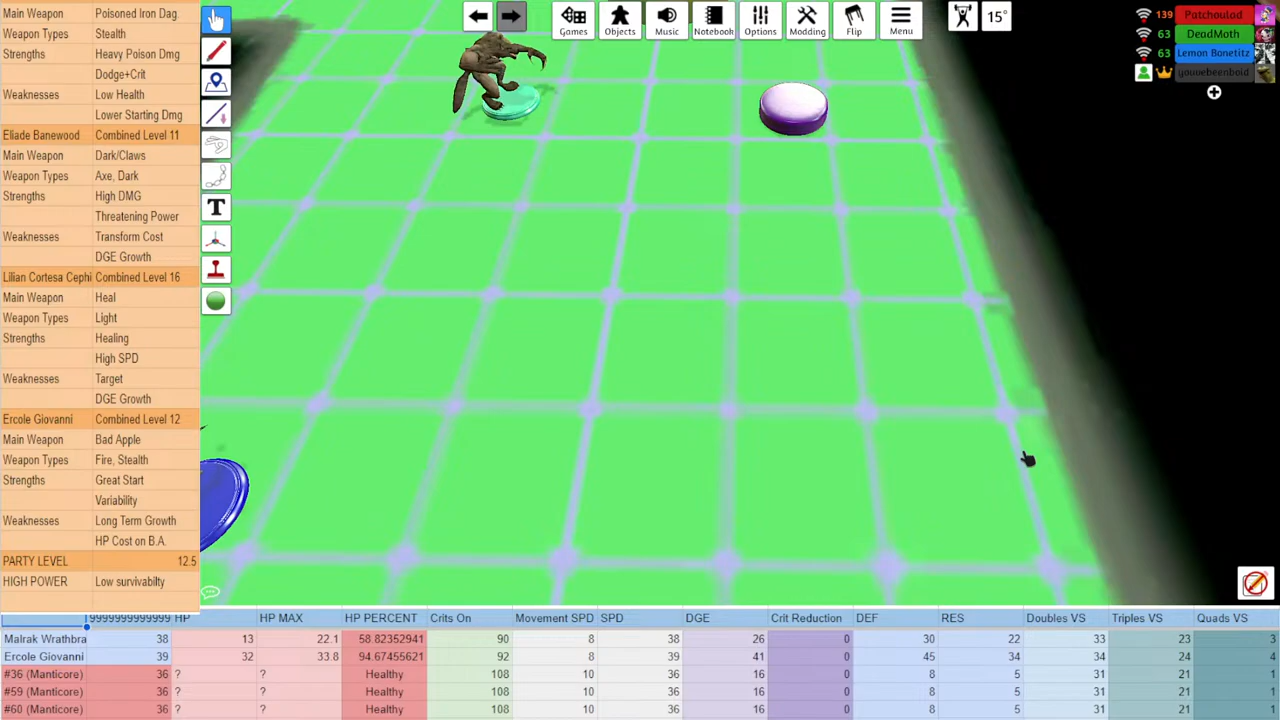 Main Weapon Poisoned Iron Dag.
Weapon Types Stealth
Strengths Heavy Poison Dmg
Dodge+Crit
Weaknesses Low Health
Lower Starting Dmg
Eliade Banewood Combined Level 11
Main Weapon Dark/Claws
Weapon Types Axe, Dark
Strengths High DMG
Threatening Power
Weaknesses Transform Cost
DGE Growth
Lilian Cortesa Cephi Combined Level 16
Main Weapon Heal
Weapon Types Light
Strengths Healing
High SPD
Weaknesses Target
DGE Growth
Ercole Giovanni Combined Level 12
Main Weapon Bad Apple
Weapon Types Fire, Stealth
Strengths Great Start
Variability
Weaknesses Long Term Growth
HP Cost on B.A.
PARTY LEVEL 12.5
HIGH POWER Low survivabilty
T
Games Objects Music Notebook Options Modding Flip Menu 15°
139 Patchoulad
63 DeadMoth
63 Lemon Bonetitz
youvebeenboid
9999999999999 HP HP MAX HP PERCENT Crits On Movement SPD SPD DGE Crit Reduction DEF RES Doubles VS Triples VS Quads VS
Malrak Wrathbra 38 13 22.1 58.82352941 90 8 38 26 0 30 22 33 23 3
Ercole Giovanni 39 32 33.8 94.67455621 92 8 39 41 0 45 34 34 24 4
#36 (Manticore) 36 ? ? Healthy 108 10 36 16 0 8 5 31 21 1
#59 (Manticore) 36 ? ? Healthy 108 10 36 16 0 8 5 31 21 1
#60 (Manticore) 36 ? ? Healthy 108 10 36 16 0 8 5 31 21 1